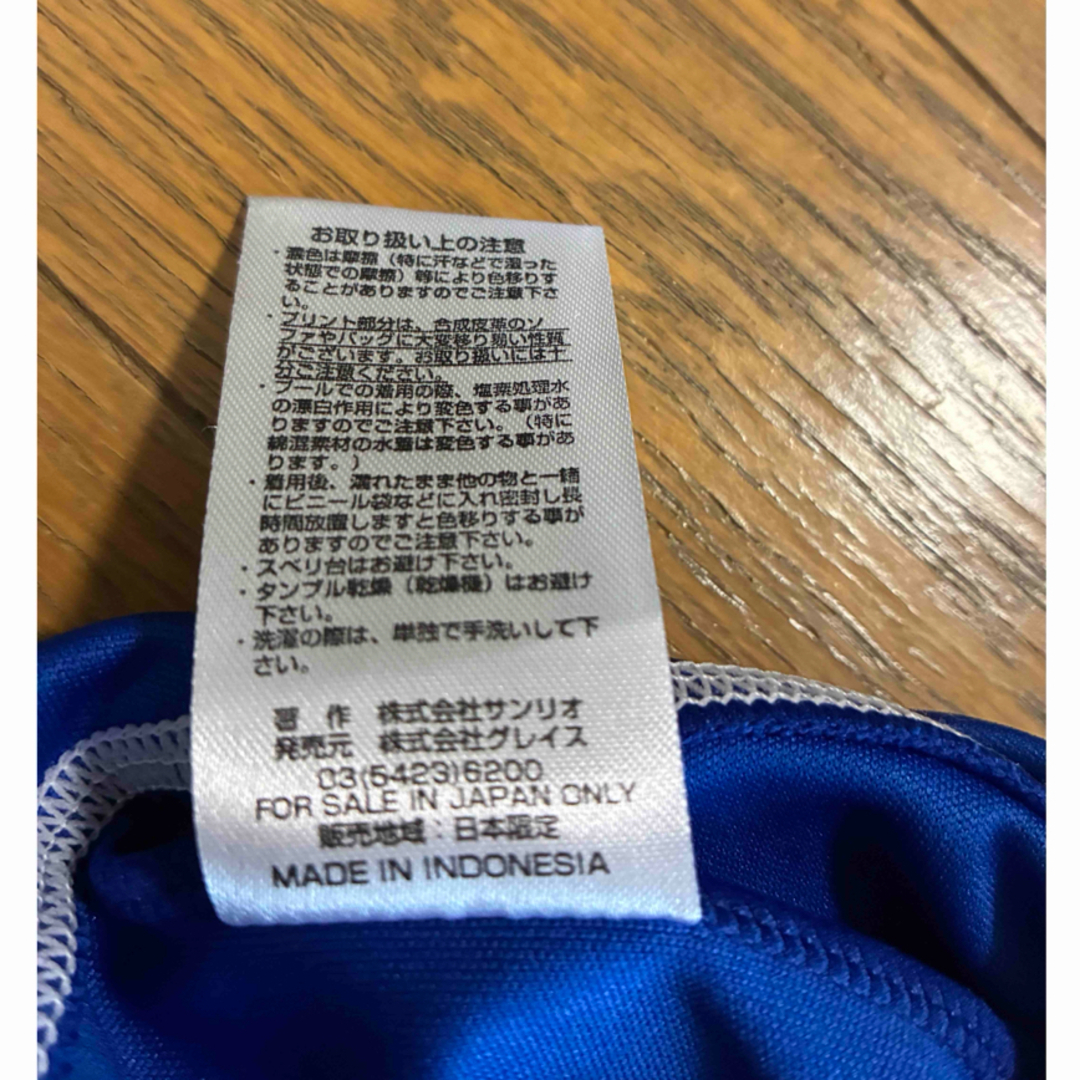 お取り扱い上の注意
・濃色は摩擦（特に汗などで湿った
状態での摩擦）等により色移りす
ることがありますのでご注意下さ
い。
・プリント部分は、合成皮革のソ
ファやバッグに大変移り易い性質
がございます。お取り扱いには十
分ご注意ください。
・プールでの着用の際、塩素処理水
の漂白作用により変色する事があ
りますのでご注意下さい。（特に
綿混素材の水着は変色する事があ
ります。）
・着用後、濡れたまま他の物と一緒
にビニール袋などに入れ密封し長
時間放置しますと色移りする事が
ありますのでご注意下さい。
・スベリ台はお避け下さい。
・タンブル乾燥（乾燥機）はお避け
下さい。
・洗濯の際は、単独で手洗いして下
さい。
著　作　株式会社サンリオ
発売元　株式会社グレイス
03(5423)6200
FOR SALE IN JAPAN ONLY
販売地域：日本限定
MADE IN INDONESIA